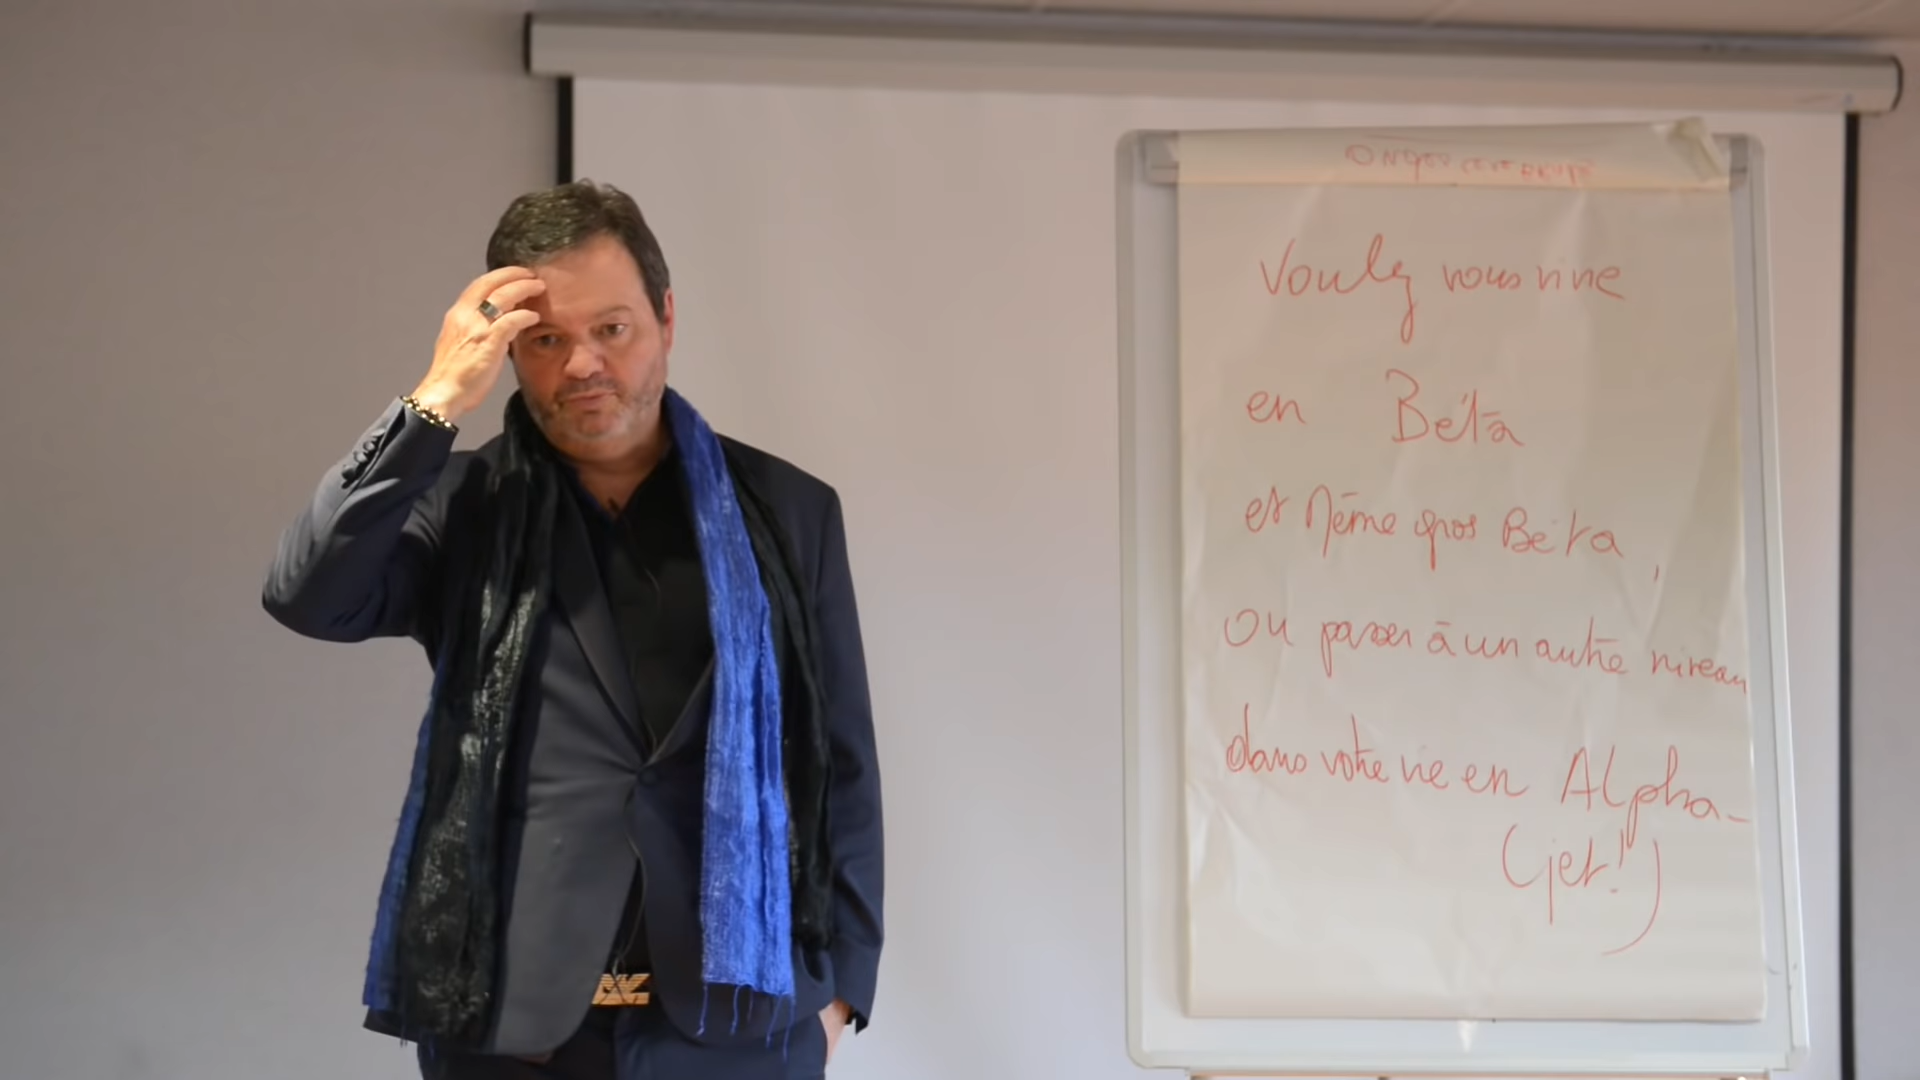 Voulez vous vivre
en Béta
et Même gros Béta,
ou passer à un autre niveau
dans votre vie en Alpha-
(jet!)